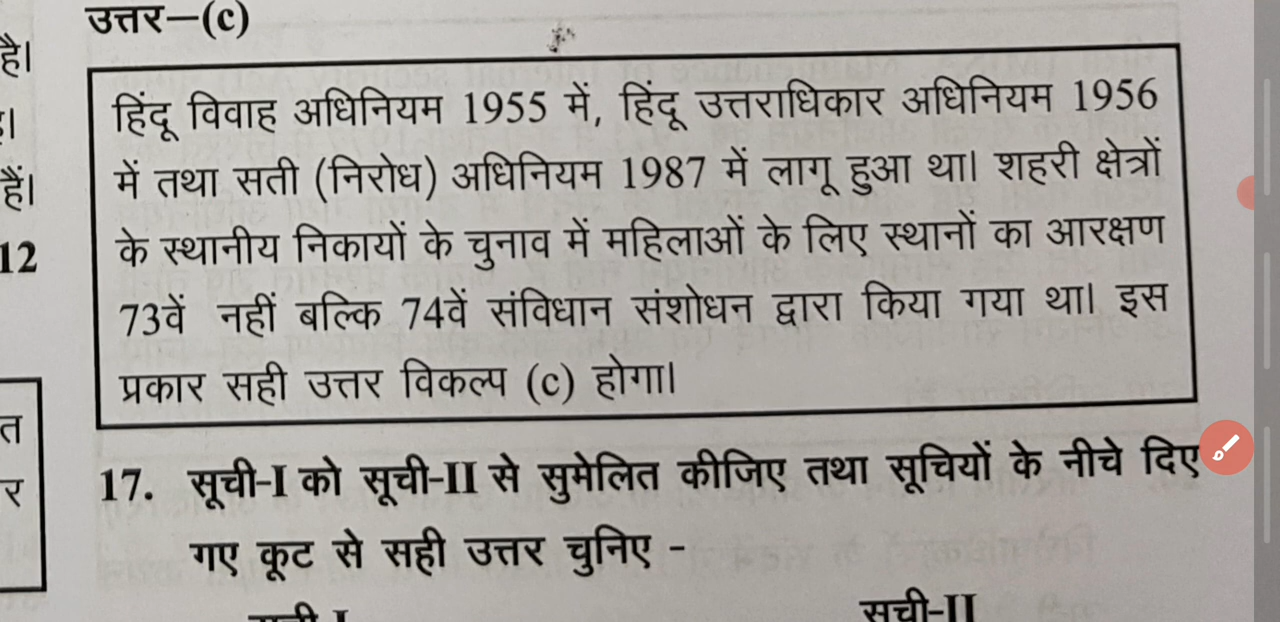 उत्तर–(c)
है।
हिंदू विवाह अधिनियम 1955 में, हिंदू उत्तराधिकार अधिनियम 1956
में तथा सती (निरोध) अधिनियम 1987 में लागू हुआ था। शहरी क्षेत्रों
हैं।
के स्थानीय निकायों के चुनाव में महिलाओं के लिए स्थानों का आरक्षण
12
73वें नहीं बल्कि 74वें संविधान संशोधन द्वारा किया गया था। इस
प्रकार सही उत्तर विकल्प (c) होगा।
त
र
17. सूची-I को सूची-II से सुमेलित कीजिए तथा सूचियों के नीचे दिए
गए कूट से सही उत्तर चुनिए -
सूची-I सूची-II